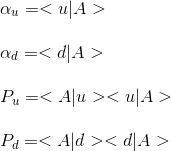 α_u =< u|A >
α_d =< d|A >
P_u =< A|u >< u|A >
P_d =< A|d >< d|A >